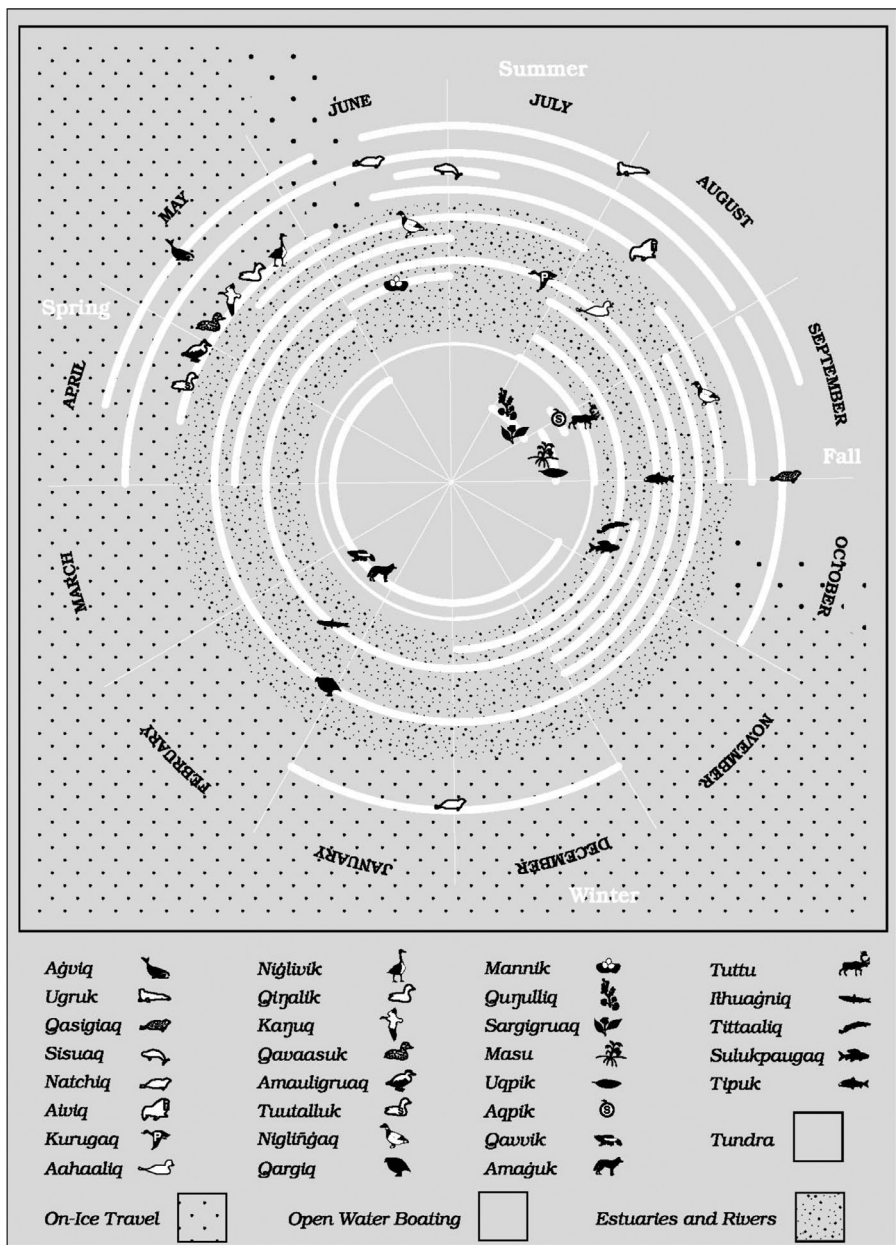 Summer
JUNE
JULY
MAY
AUGUST
Spring
APRIL
SEPTEMBER
Fall
MARCH
OCTOBER
FEBRUARY
NOVEMBER
JANUARY
DECEMBER
Winter
P
S
Aġviq
Niġlivik
Mannik
Tuttu
Ugruk
Qiŋalik
Quŋulliq
Qasigiaq
Kaŋuq
Sargigruaq
Tittaaliq
Sisuaq
Qavaasuk
Masu
Sulukpaugaq
Natchiq
Amauligruaq
Uqpik
Tipuk
Aiviq
Tuutalluk
S
Aqpik
S
Kurugaq
P
Nigliñġaq
Qavvik
Tundra
Aahaaliq
Qargiq
Amaġuk
On-Ice Travel
Open Water Boating
Estuaries and Rivers